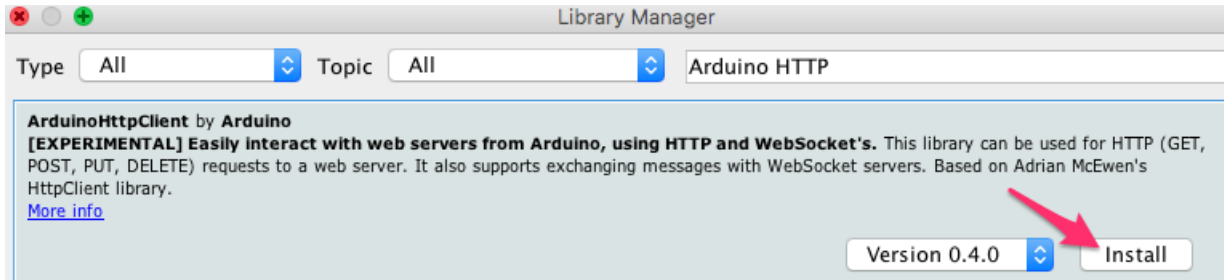 Library Manager
Type All Topic All Arduino HTTP
ArduinoHttpClient by Arduino
[EXPERIMENTAL] Easily interact with web servers from Arduino, using HTTP and WebSocket's. This library can be used for HTTP (GET,
POST, PUT, DELETE) requests to a web server. It also supports exchanging messages with WebSocket servers. Based on Adrian McEwen's
HttpClient library.
More info
Version 0.4.0 Install